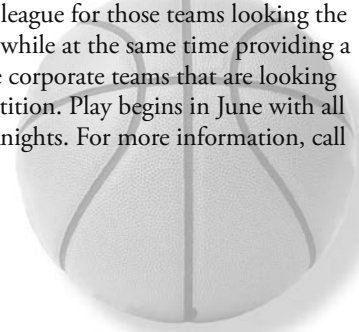 league for those teams looking the
while at the same time providing a
corporate teams that are looking
tition. Play begins in June with all
nights. For more information, call